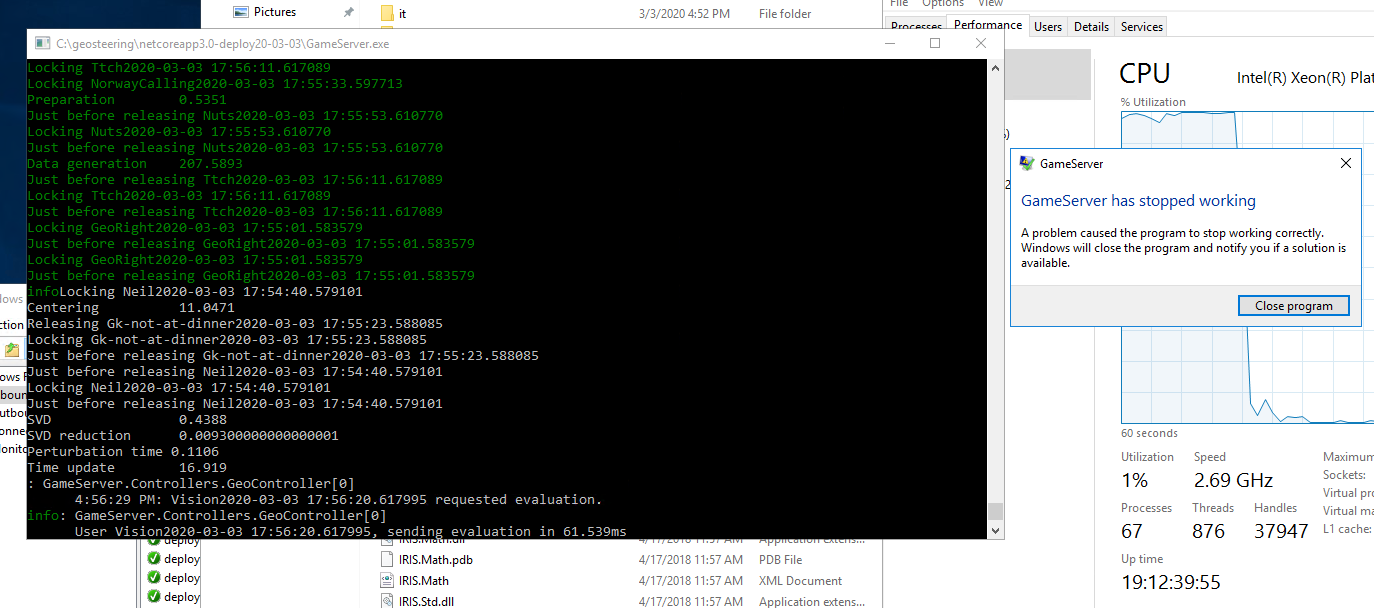 Pictures
it
3/3/2020 4:52 PM
File folder
File Options View
Processes Performance Users Details Services
C:\geosteering\netcoreapp3.0-deploy20-03-03\GameServer.exe
Locking Ttch2020-03-03 17:56:11.617089
Locking NorwayCalling2020-03-03 17:55:33.597713
Preparation 0.5351
Just before releasing Nuts2020-03-03 17:55:53.610770
Locking Nuts2020-03-03 17:55:53.610770
Just before releasing Nuts2020-03-03 17:55:53.610770
Data generation 207.5893
Just before releasing Ttch2020-03-03 17:56:11.617089
Locking Ttch2020-03-03 17:56:11.617089
Just before releasing Ttch2020-03-03 17:56:11.617089
Locking GeoRight2020-03-03 17:55:01.583579
Just before releasing GeoRight2020-03-03 17:55:01.583579
Locking GeoRight2020-03-03 17:55:01.583579
Just before releasing GeoRight2020-03-03 17:55:01.583579
infoLocking Neil2020-03-03 17:54:40.579101
Centering 11.0471
Releasing Gk-not-at-dinner2020-03-03 17:55:23.588085
Locking Gk-not-at-dinner2020-03-03 17:55:23.588085
Just before releasing Gk-not-at-dinner2020-03-03 17:55:23.588085
Just before releasing Neil2020-03-03 17:54:40.579101
Locking Neil2020-03-03 17:54:40.579101
Just before releasing Neil2020-03-03 17:54:40.579101
SVD 0.4388
SVD reduction 0.009300000000000001
Perturbation time 0.1106
Time update 16.919
: GameServer.Controllers.GeoController[0]
4:56:29 PM: Vision2020-03-03 17:56:20.617995 requested evaluation.
info: GameServer.Controllers.GeoController[0]
User Vision2020-03-03 17:56:20.617995, sending evaluation in 61.539ms
CPU
Intel(R) Xeon(R) Plat
% Utilization
GameServer
GameServer has stopped working
A problem caused the program to stop working correctly.
Windows will close the program and notify you if a solution is
available.
Close program
60 seconds
Utilization Speed
1% 2.69 GHz
Processes Threads Handles
67 876 37947
Up time
19:12:39:55
Maximum
Sockets:
Virtual pro
Virtual ma
L1 cache:
deploy
deploy
deploy
deploy
IRIS.Math.dll 4/17/2018 11:57 AM Application extens...
IRIS.Math.pdb 4/17/2018 11:57 AM PDB File
IRIS.Math 4/17/2018 11:57 AM XML Document
IRIS.Std.dll 4/17/2018 11:57 AM Application extens...